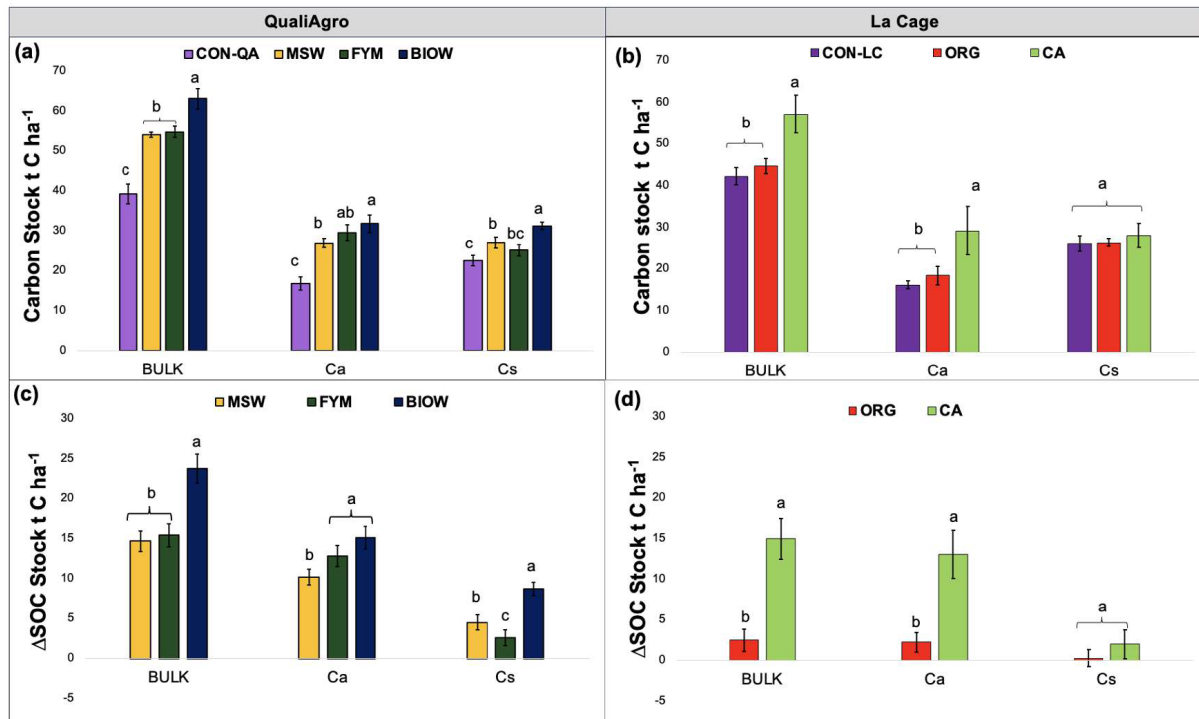 QualiAgro
La Cage
(a)
CON-QA MSW FYM BIOW
Carbon Stock t C ha⁻¹
70
60
50
40
30
20
10
0
c
b
a
c
b
ab
a
c
b
bc
a
BULK Ca Cs
(b)
CON-LC ORG CA
Carbon stock t C ha⁻¹
70
60
50
40
30
20
10
0
b
a
b
a
a
BULK Ca Cs
(c)
MSW FYM BIOW
ΔSOC Stock t C ha⁻¹
30
25
20
15
10
5
0
-5
b
a
b
a
b
c
a
BULK Ca Cs
(d)
ORG CA
ΔSOC Stock t C ha⁻¹
30
25
20
15
10
5
0
-5
b
a
b
a
a
BULK Ca Cs